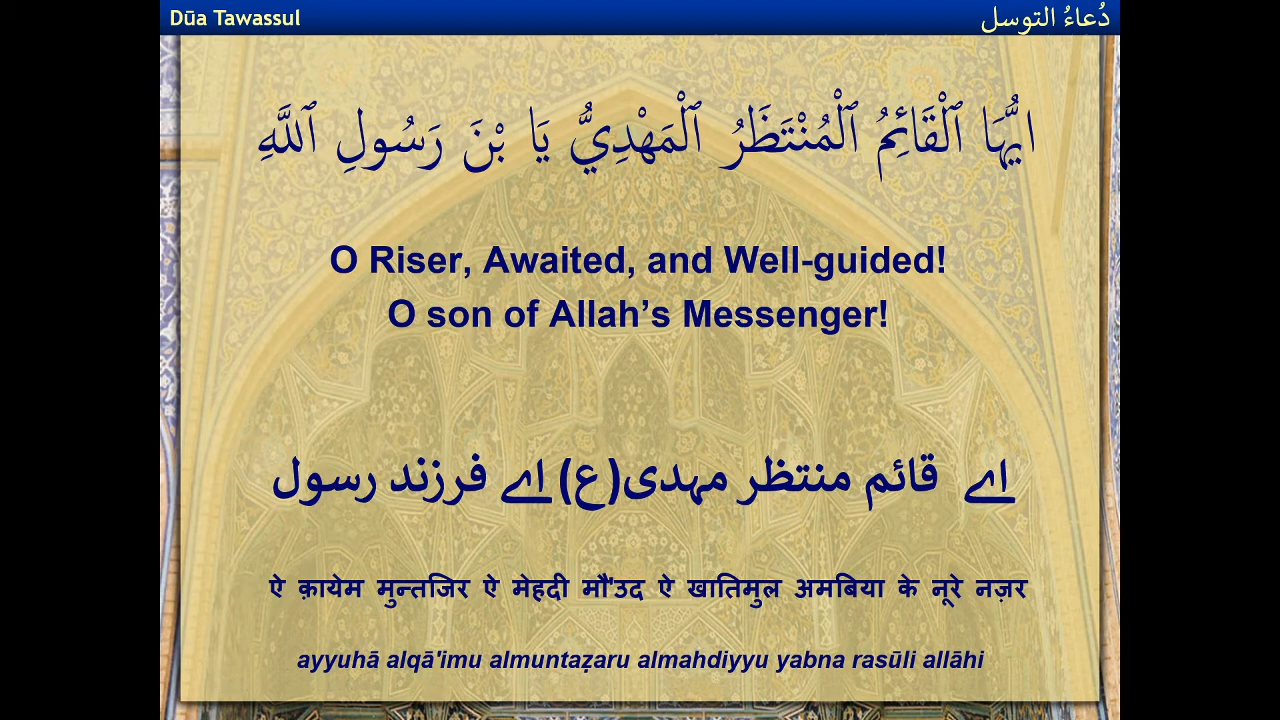 Dūa Tawassul
دُعاءُ التوسل
ايُّهَا ٱلْقَائِمُ ٱلْمُنْتَظَرُ ٱلْمَهْدِيُّ يَا بْنَ رَسُولِ ٱللَّهِ
O Riser, Awaited, and Well-guided!
O son of Allah’s Messenger!
اے قائم منتظر مہدی(ع) اے فرزند رسول
ऐ क़ायेम मुन्तजिर ऐ मेहदी मौ'उद ऐ खातिमुल अमबिया के नूरे नज़र
ayyuhā alqā'imu almuntaẓaru almahdiyyu yabna rasūli allāhi